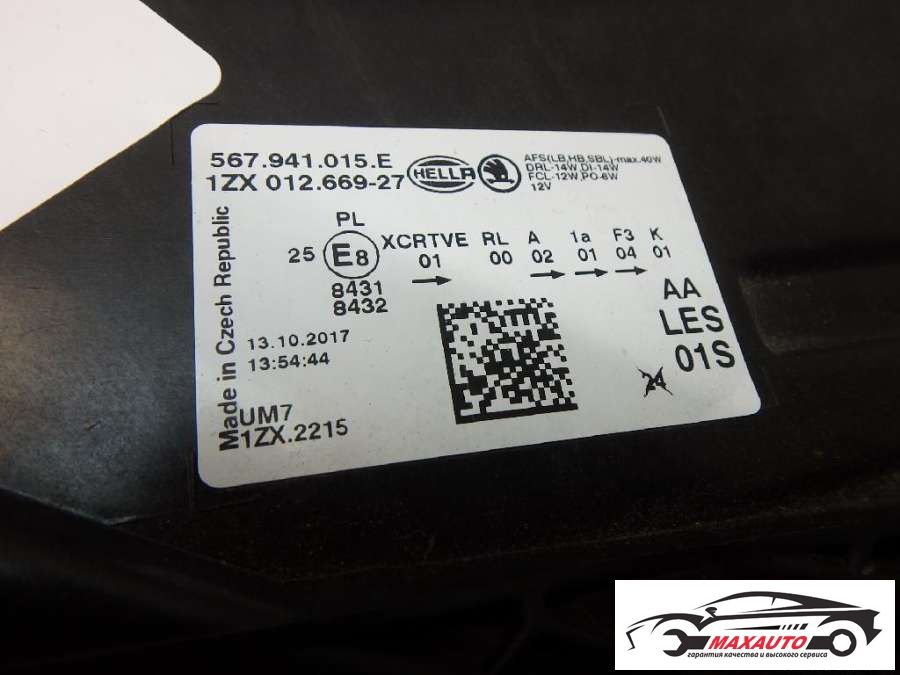 567.941.015.E
1ZX 012.669-27
HELLA
AFS(LB,HB,SBL)-max.40W
DRL-14W,DI-14W
FCL-12W,PO-6W
12V
Made in Czech Republic
PL
25 E8
8431
8432
XCRTVE RL A 1a F3 K
01 00 02 01 04 01
AA
LES
01S
13.10.2017
13:54:44
24
UM7
1ZX.2215
MAXAUTO
гарантия качества и высокого сервиса